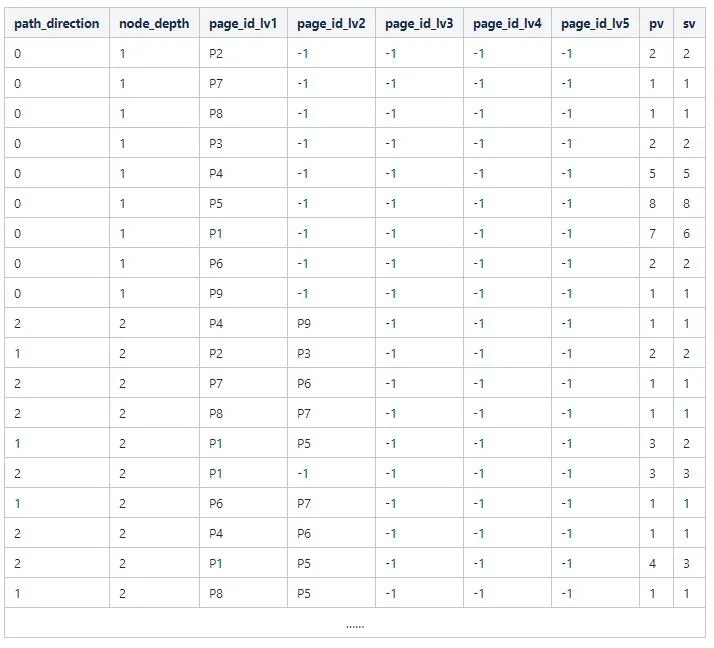 path_direction node_depth page_id_lv1 page_id_lv2 page_id_lv3 page_id_lv4 page_id_lv5 pv sv
0 1 P2 -1 -1 -1 -1 2 2
0 1 P7 -1 -1 -1 -1 1 1
0 1 P8 -1 -1 -1 -1 1 1
0 1 P3 -1 -1 -1 -1 2 2
0 1 P4 -1 -1 -1 -1 5 5
0 1 P5 -1 -1 -1 -1 8 8
0 1 P1 -1 -1 -1 -1 7 6
0 1 P6 -1 -1 -1 -1 2 2
0 1 P9 -1 -1 -1 -1 1 1
2 2 P4 P9 -1 -1 -1 1 1
1 2 P2 P3 -1 -1 -1 2 2
2 2 P7 P6 -1 -1 -1 1 1
2 2 P8 P7 -1 -1 -1 1 1
1 2 P1 P5 -1 -1 -1 3 2
2 2 P1 -1 -1 -1 -1 3 3
1 2 P6 P7 -1 -1 -1 1 1
2 2 P4 P6 -1 -1 -1 1 1
2 2 P1 P5 -1 -1 -1 4 3
1 2 P8 P5 -1 -1 -1 1 1
......